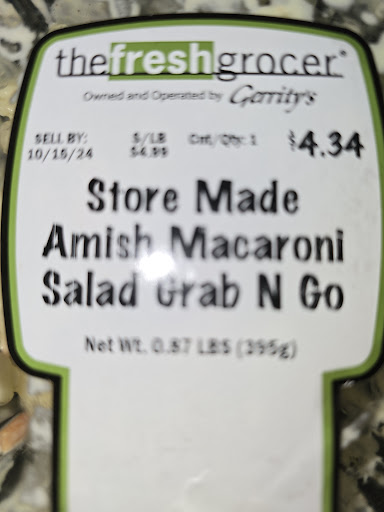 thefreshgrocer®
Owned and Operated by Gerrity's
SELL BY: $/LB Cnt/Qty: 1 $4.34
10/15/24 $4.99
Store Made
Amish Macaroni
Salad Grab N Go
Net Wt. 0.87 LBS (395g)